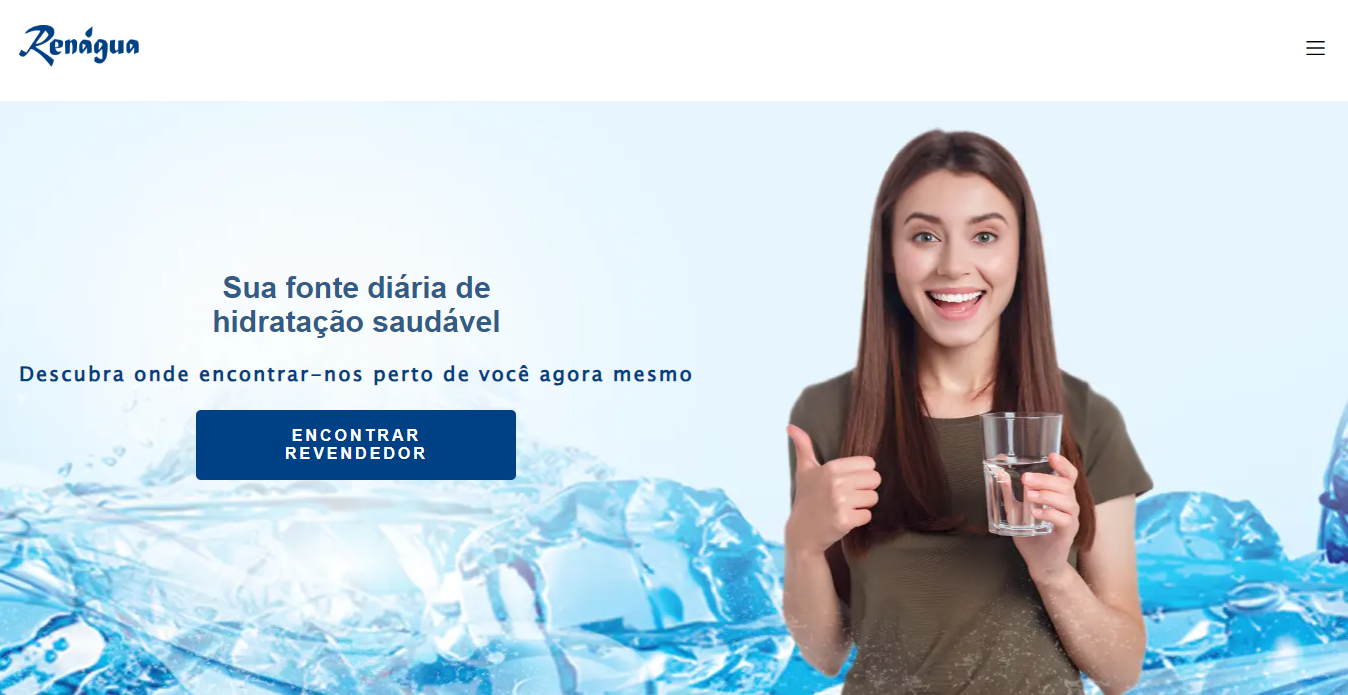 Renágua
Sua fonte diária de
hidratação saudável
Descubra onde encontrar-nos perto de você agora mesmo
ENCONTRAR
REVENDEDOR